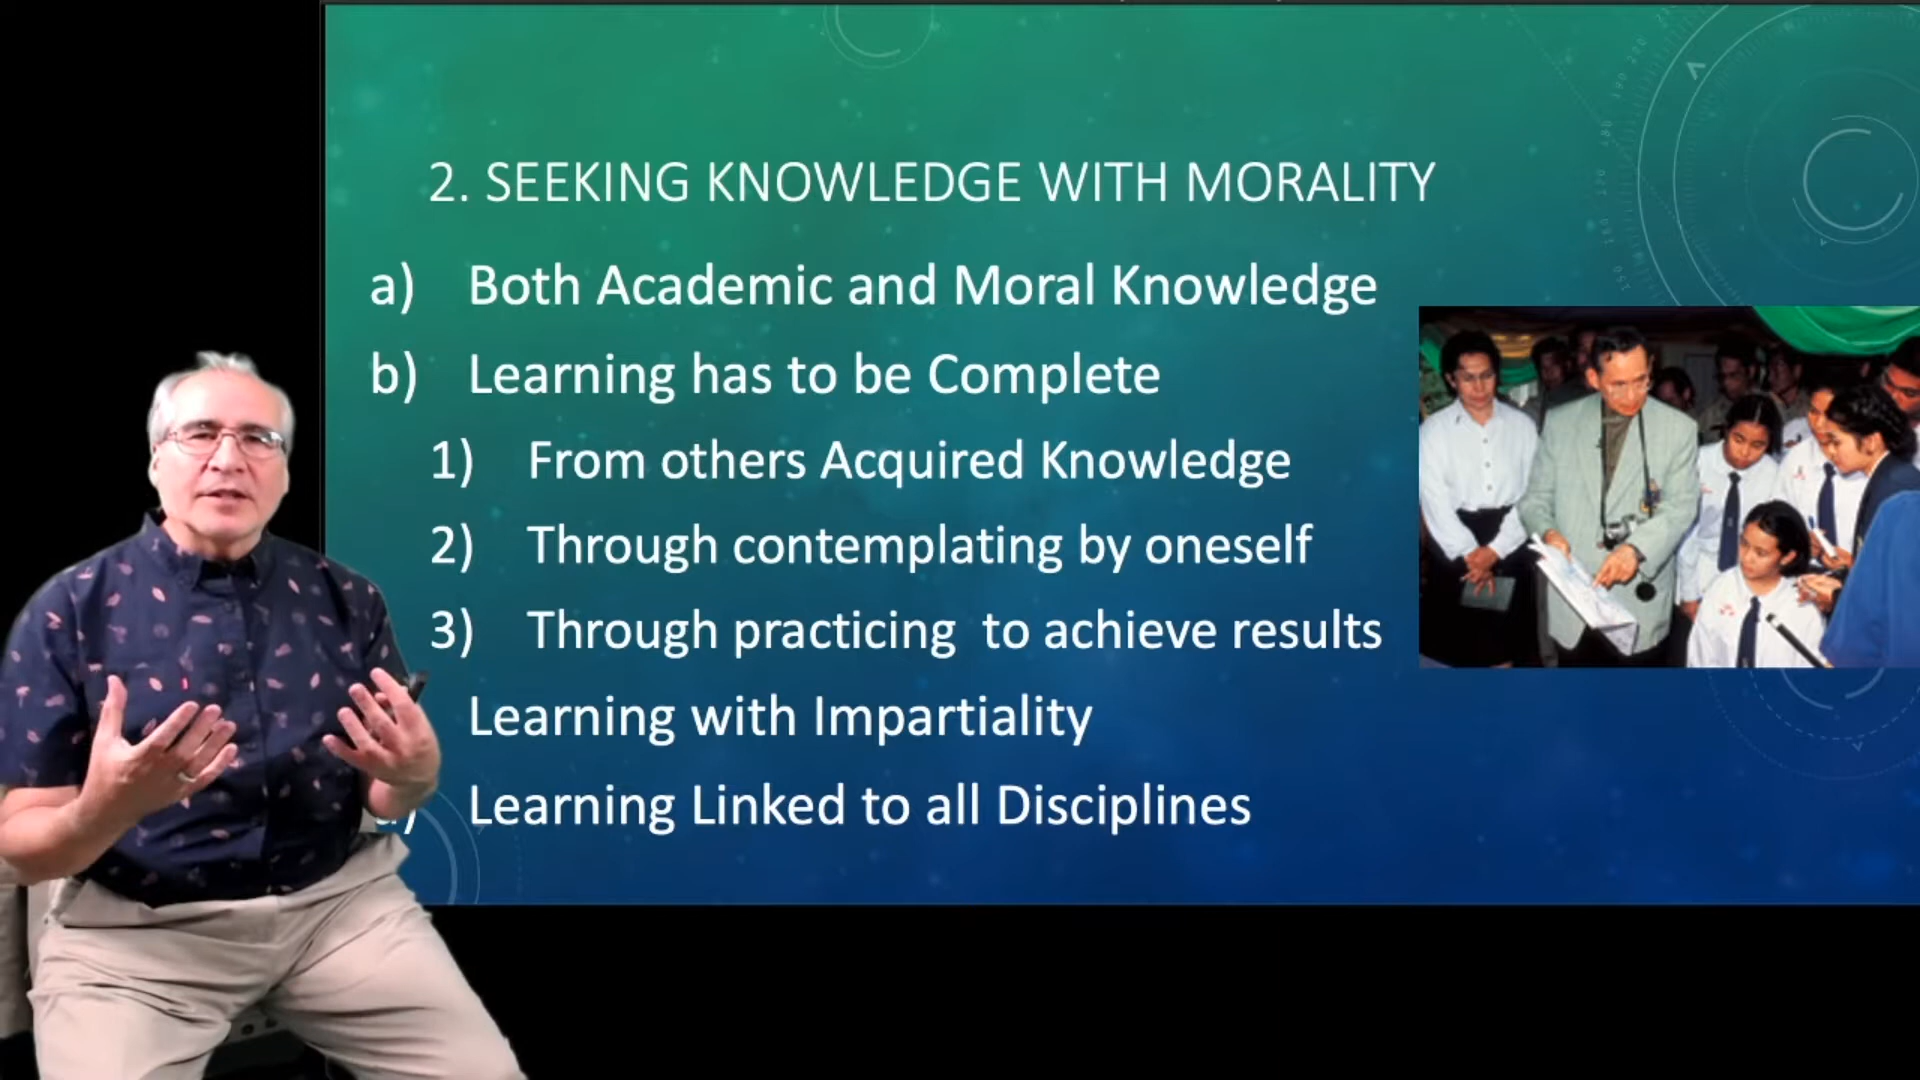 2. SEEKING KNOWLEDGE WITH MORALITY
a) Both Academic and Moral Knowledge
b) Learning has to be Complete
1) From others Acquired Knowledge
2) Through contemplating by oneself
3) Through practicing to achieve results
Learning with Impartiality
Learning Linked to all Disciplines